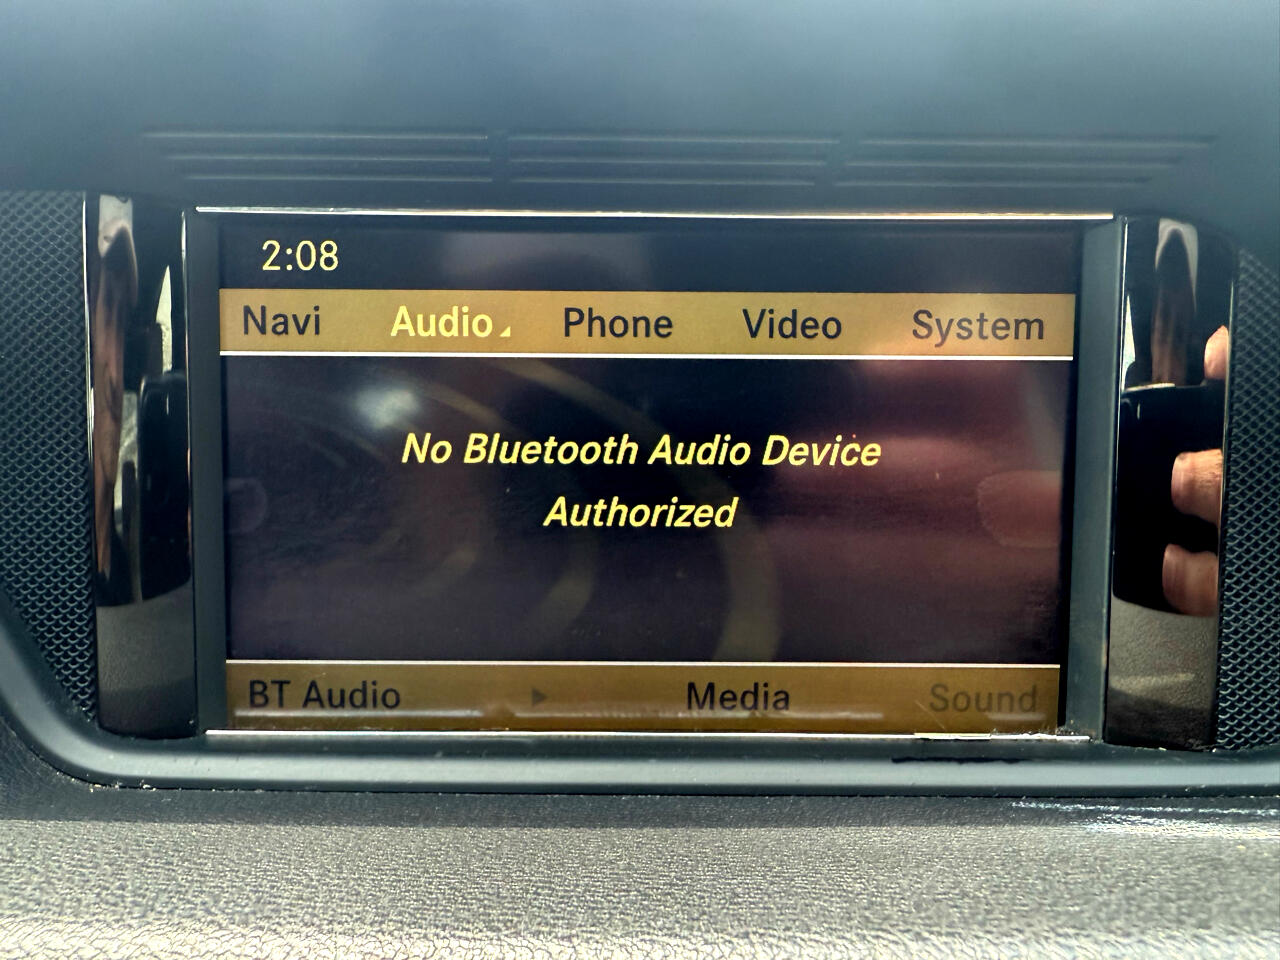 2:08
Navi Audio Phone Video System
No Bluetooth Audio Device
Authorized
BT Audio Media Sound